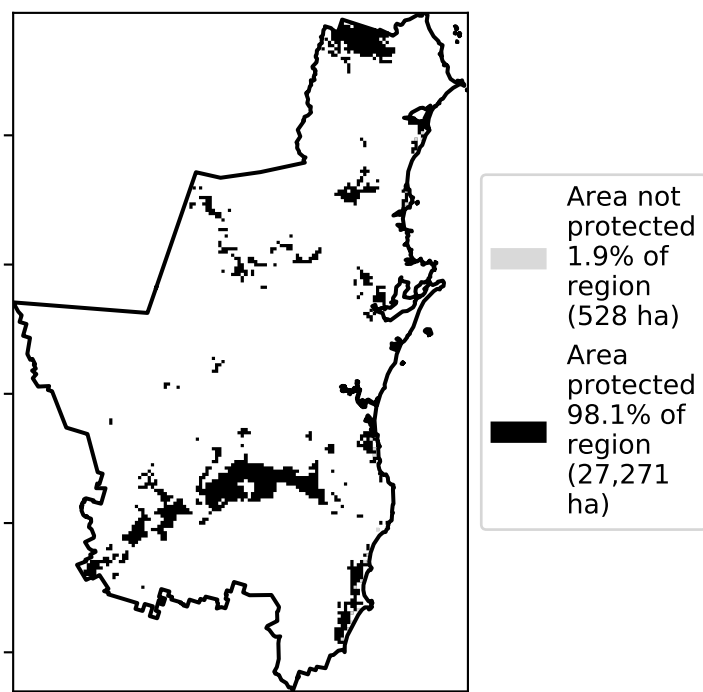 Area not
protected
1.9% of
region
(528 ha)
Area
protected
98.1% of
region
(27,271
ha)